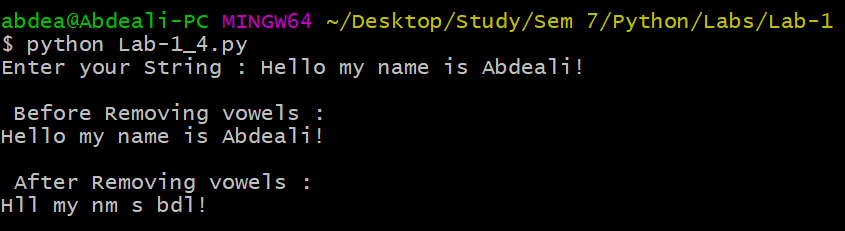 abdea@Abdeali-PC MINGW64 ~/Desktop/Study/Sem 7/Python/Labs/Lab-1
$ python Lab-1_4.py
Enter your String : Hello my name is Abdeali!
Before Removing vowels :
Hello my name is Abdeali!
After Removing vowels :
Hll my nm s bdl!